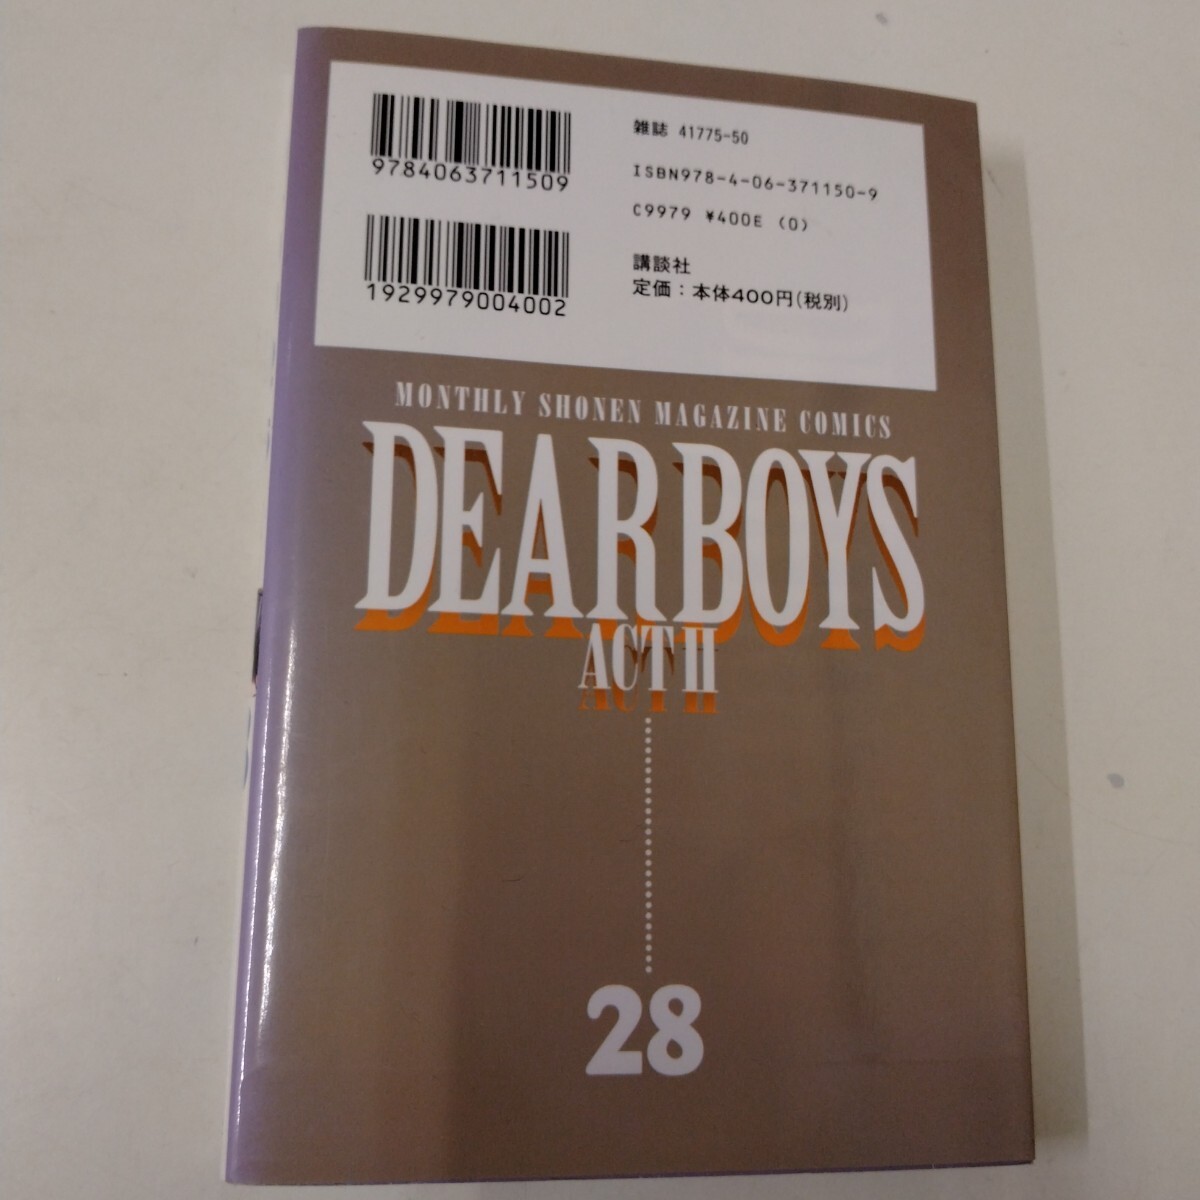 9784063711509
1929979004002
雑誌 41775-50
ISBN978-4-06-371150-9
C9979 ¥400E (0)
講談社
定価：本体400円(税別)
MONTHLY SHONEN MAGAZINE COMICS
DEAR BOYS
ACT II
28